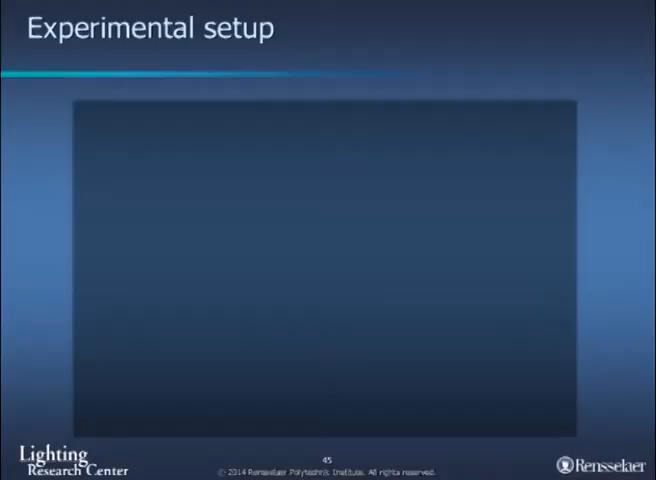 Experimental setup
Lighting
Research Center
45
© 2014 Rensselaer Polytechnic Institute. All rights reserved.
Rensselaer